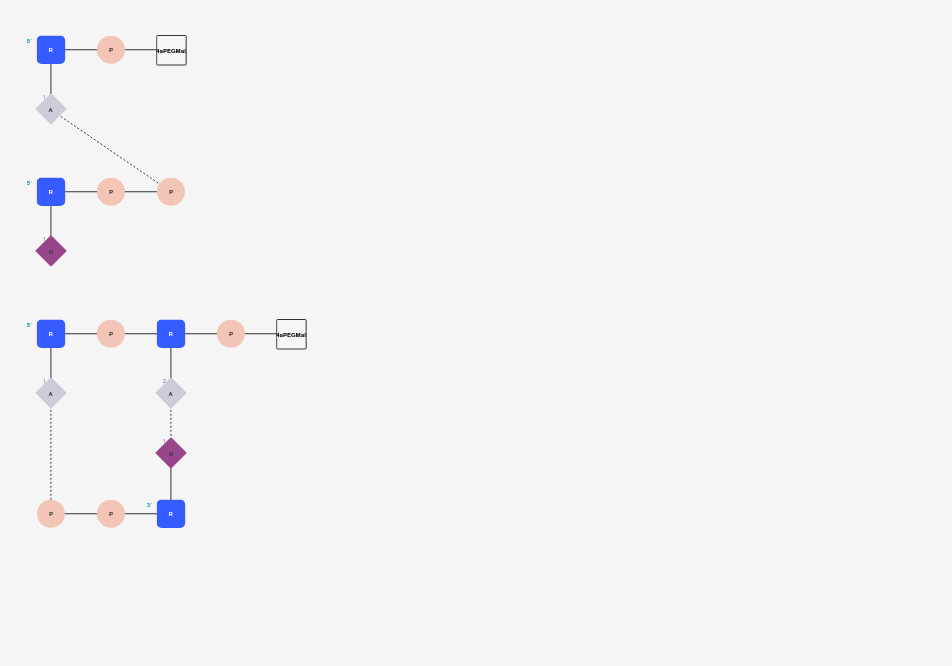 5'
R P 4aPEGMal
1
A
5'
R P P
1
U
5'
R P R P 4aPEGMal
1 2
A A
1
U
3'
P P R